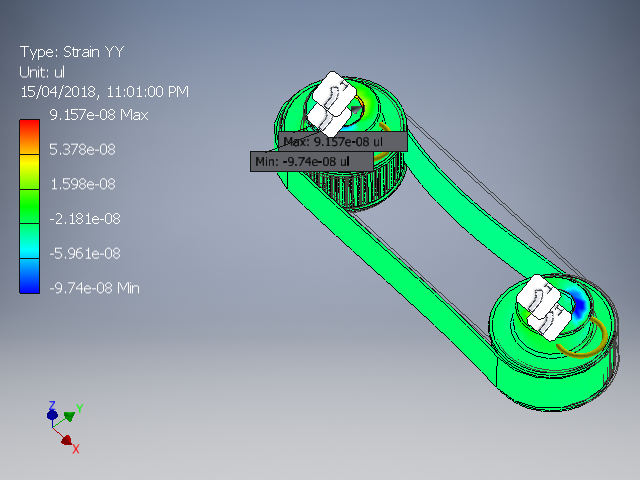 Type: Strain YY
Unit: ul
15/04/2018, 11:01:00 PM
9.157e-08 Max
5.378e-08
1.598e-08
-2.181e-08
-5.961e-08
-9.74e-08 Min
Max: 9.157e-08 ul
Min: -9.74e-08 ul
Z
Y
X